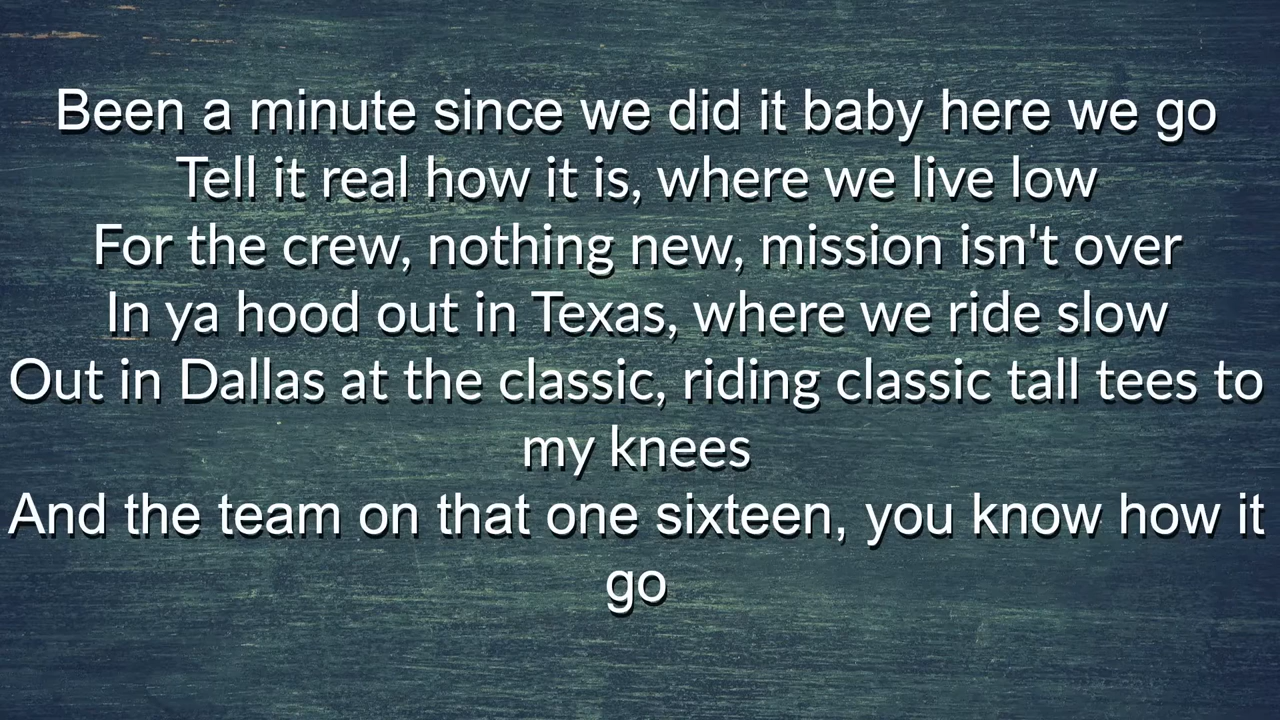 Been a minute since we did it baby here we go
Tell it real how it is, where we live low
For the crew, nothing new, mission isn't over
In ya hood out in Texas, where we ride slow
Out in Dallas at the classic, riding classic tall tees to
my knees
And the team on that one sixteen, you know how it
go